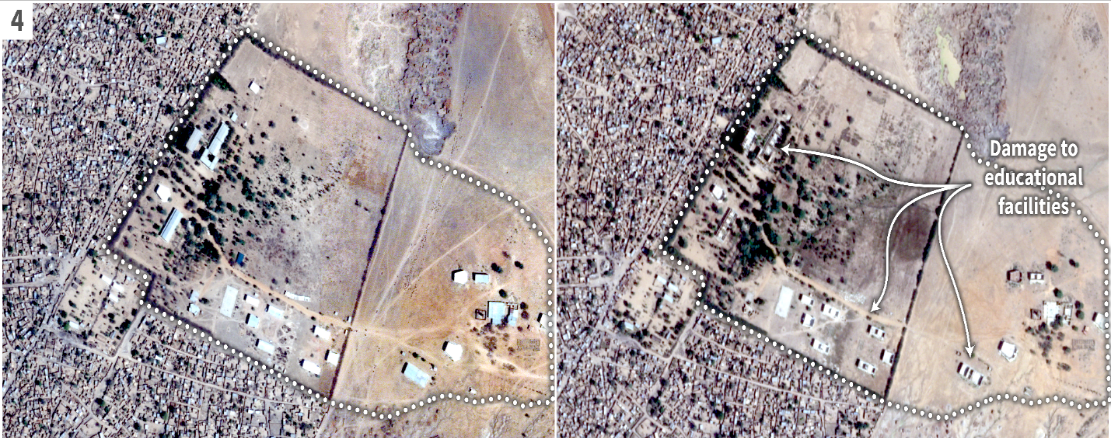 4
Damage to
educational
facilities